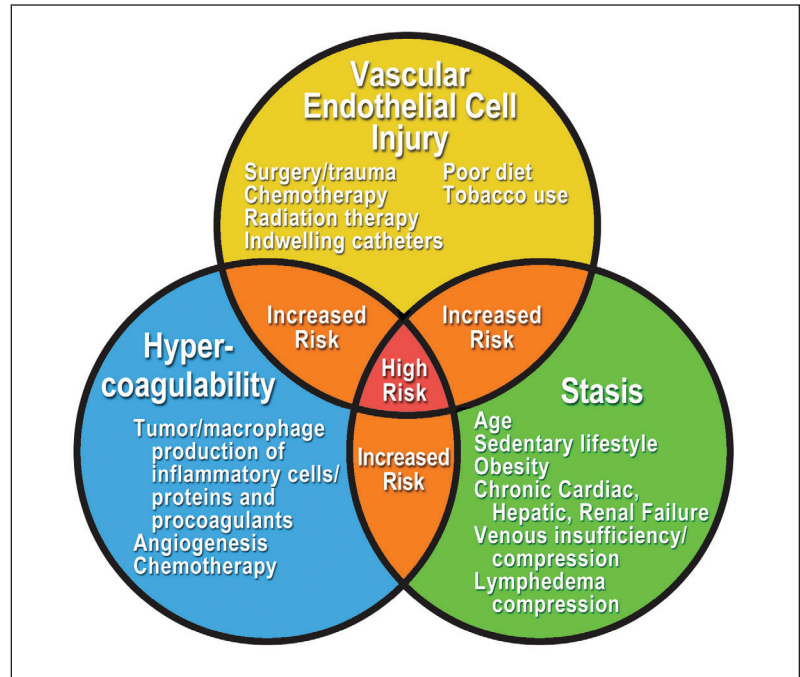 Vascular
Endothelial Cell
Injury
Surgery/trauma
Chemotherapy
Radiation therapy
Indwelling catheters
Poor diet
Tobacco use
Increased
Risk
Increased
Risk
High
Risk
Increased
Risk
Hyper-
coagulability
Tumor/macrophage
production of
inflammatory cells/
proteins and
procoagulants
Angiogenesis
Chemotherapy
Stasis
Age
Sedentary lifestyle
Obesity
Chronic Cardiac,
Hepatic, Renal Failure
Venous insufficiency/
compression
Lymphedema
compression